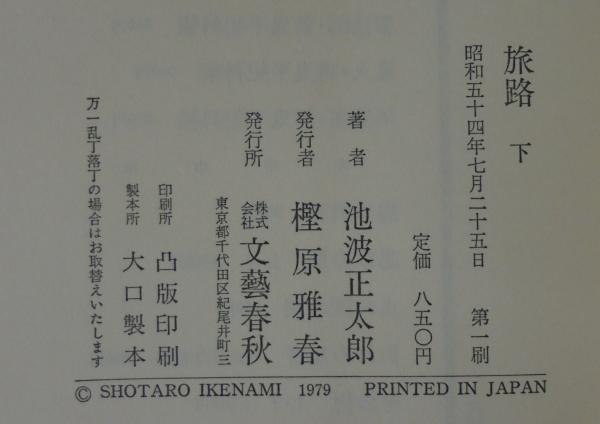 旅路 下
昭和五十四年七月二十五日 第一刷
定価 八五〇円
著者 池波正太郎
発行者 樫原雅春
発行所 株式会社 文藝春秋
東京都千代田区紀尾井町三
印刷所 凸版印刷
製本所 大口製本
万一乱丁落丁の場合はお取替えいたします
© SHOTARO IKENAMI 1979 PRINTED IN JAPAN